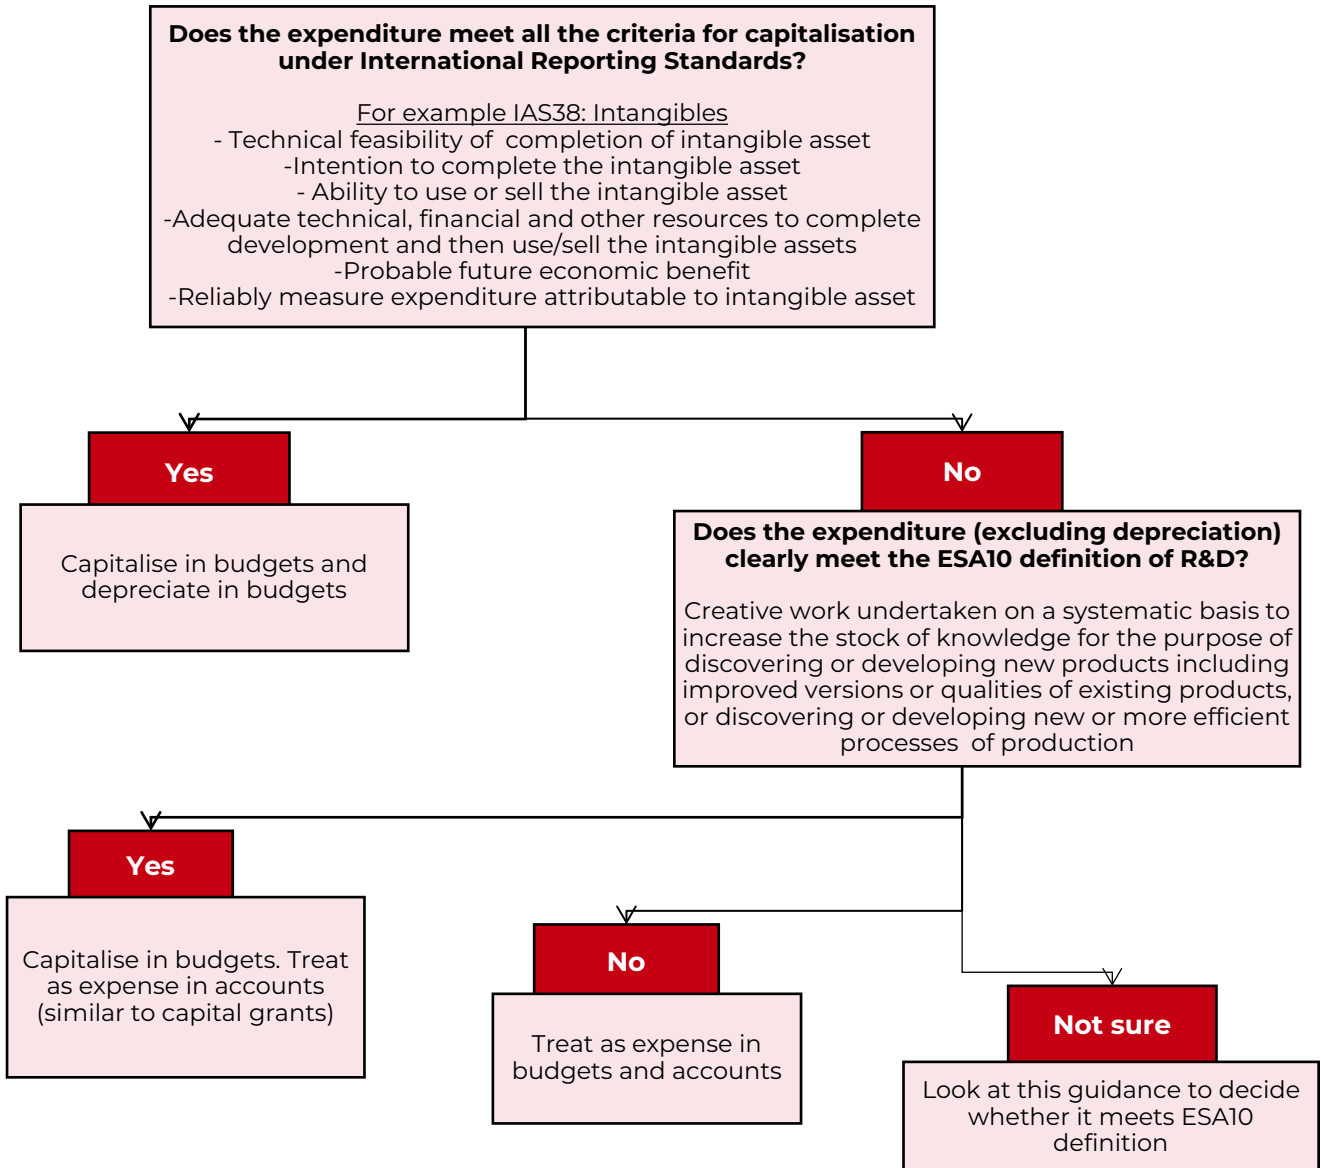 Does the expenditure meet all the criteria for capitalisation
under International Reporting Standards?
For example IAS38: Intangibles
- Technical feasibility of  completion of intangible asset
-Intention to complete the intangible asset
- Ability to use or sell the intangible asset
-Adequate technical, financial and other resources to complete
development and then use/sell the intangible assets
-Probable future economic benefit
-Reliably measure expenditure attributable to intangible asset
Yes
Capitalise in budgets and
depreciate in budgets
No
Does the expenditure (excluding depreciation)
clearly meet the ESA10 definition of R&D?
Creative work undertaken on a systematic basis to
increase the stock of knowledge for the purpose of
discovering or developing new products including
improved versions or qualities of existing products,
or discovering or developing new or more efficient
processes  of production
Yes
Capitalise in budgets. Treat
as expense in accounts
(similar to capital grants)
No
Treat as expense in
budgets and accounts
Not sure
Look at this guidance to decide
whether it meets ESA10
definition